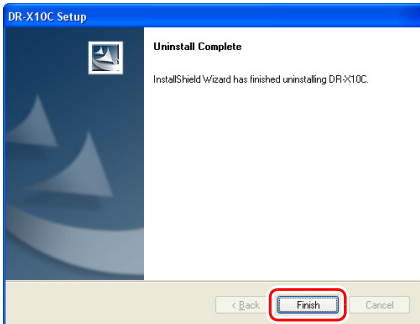 DR-X10C Setup
Uninstall Complete
InstallShield Wizard has finished uninstalling DR-X10C.
< Back
Finish
Cancel